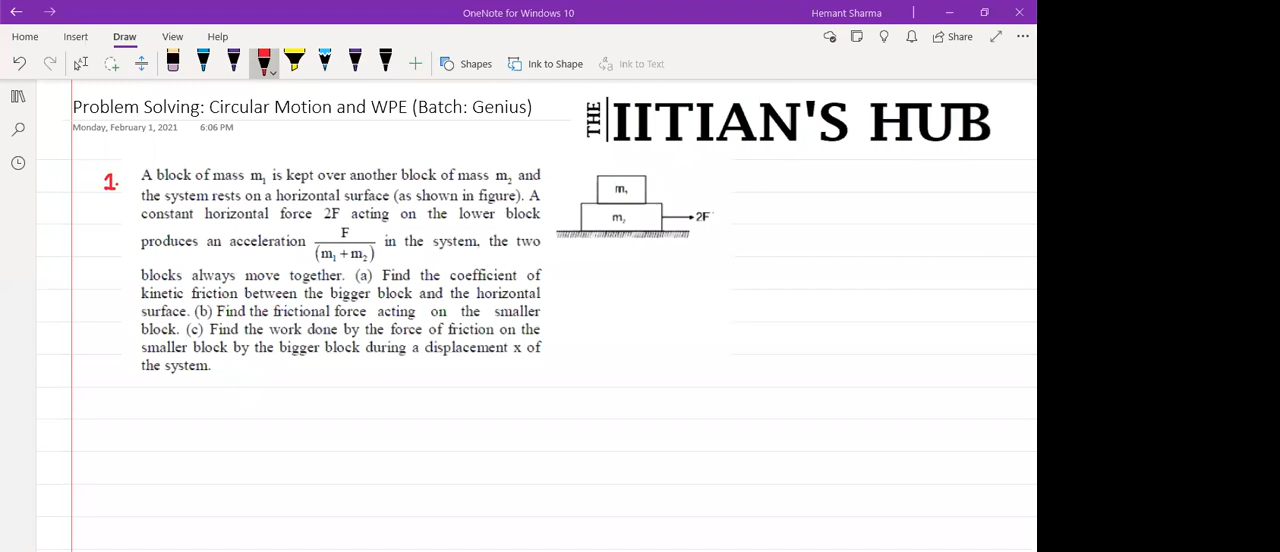 OneNote for Windows 10
Hemant Sharma
Home Insert Draw View Help
Share
Shapes Ink to Shape Ink to Text
Problem Solving: Circular Motion and WPE (Batch: Genius)
Monday, February 1, 2021 6:06 PM
THE IITIAN'S HUB
1.
A block of mass m₁ is kept over another block of mass m₂ and
the system rests on a horizontal surface (as shown in figure). A
constant horizontal force 2F acting on the lower block
produces an acceleration F/(m₁ + m₂) in the system, the two
blocks always move together. (a) Find the coefficient of
kinetic friction between the bigger block and the horizontal
surface. (b) Find the frictional force acting on the smaller
block. (c) Find the work done by the force of friction on the
smaller block by the bigger block during a displacement x of
the system.
m₁
m₂
2F